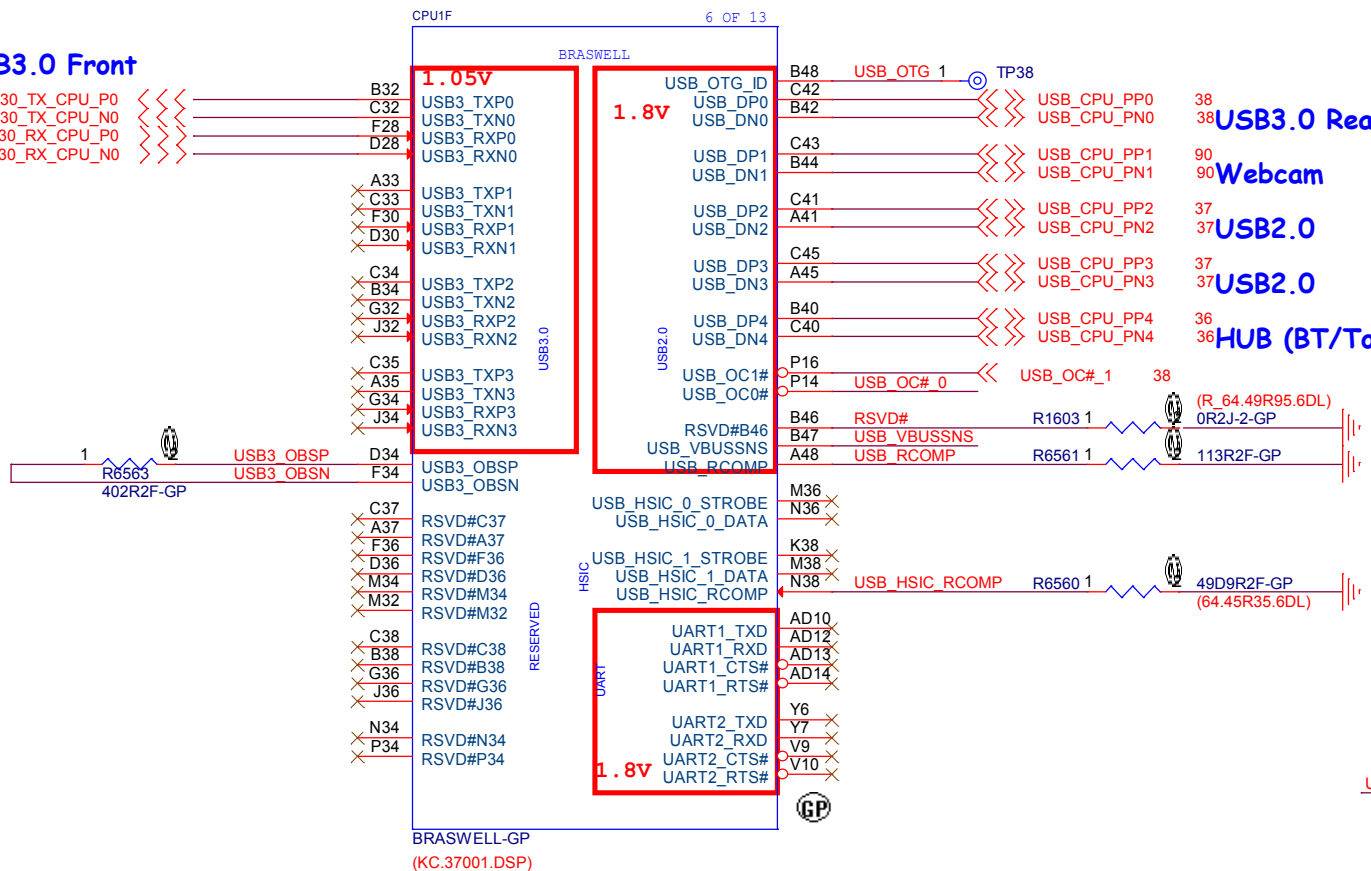 CPU1F 6 OF 13
BRASWELL
B3.0 Front
1.05V
1.8V
30_TX_CPU_P0 B32 USB3_TXP0
30_TX_CPU_N0 C32 USB3_TXN0
30_RX_CPU_P0 F28 USB3_RXP0
30_RX_CPU_N0 D28 USB3_RXN0
A33 USB3_TXP1
C33 USB3_TXN1
F30 USB3_RXP1
D30 USB3_RXN1
C34 USB3_TXP2
B34 USB3_TXN2
G32 USB3_RXP2
J32 USB3_RXN2
USB3.0
C35 USB3_TXP3
A35 USB3_TXN3
G34 USB3_RXP3
J34 USB3_RXN3
1 R6563 2 USB3_OBSP D34 USB3_OBSP
402R2F-GP USB3_OBSN F34 USB3_OBSN
C37 RSVD#C37
A37 RSVD#A37
F36 RSVD#F36
D36 RSVD#D36
M34 RSVD#M34
M32 RSVD#M32
RESERVED
C38 RSVD#C38
B38 RSVD#B38
G36 RSVD#G36
J36 RSVD#J36
N34 RSVD#N34
P34 RSVD#P34
USB_OTG_ID B48 USB_OTG 1 TP38
USB_DP0 C42 USB_CPU_PP0 38
USB_DN0 B42 USB_CPU_PN0 38 USB3.0 Rea
USB_DP1 C43 USB_CPU_PP1 90
USB_DN1 B44 USB_CPU_PN1 90 Webcam
USB_DP2 C41 USB_CPU_PP2 37
USB_DN2 A41 USB_CPU_PN2 37 USB2.0
USB_DP3 C45 USB_CPU_PP3 37
USB_DN3 A45 USB_CPU_PN3 37 USB2.0
USB_DP4 B40 USB_CPU_PP4 36
USB_DN4 C40 USB_CPU_PN4 36 HUB (BT/To
USB2.0
USB_OC1# P16 USB_OC#_1 38
USB_OC0# P14 USB_OC#_0
(R_64.49R95.6DL)
RSVD#B46 B46 RSVD# R1603 1 2 0R2J-2-GP
USB_VBUSSNS B47 USB_VBUSSNS
USB_RCOMP A48 USB_RCOMP R6561 1 2 113R2F-GP
USB_HSIC_0_STROBE M36
USB_HSIC_0_DATA N36
HSIC
USB_HSIC_1_STROBE K38
USB_HSIC_1_DATA M38
USB_HSIC_RCOMP N38 USB_HSIC_RCOMP R6560 1 2 49D9R2F-GP
(64.45R35.6DL)
UART1_TXD AD10
UART1_RXD AD12
UART1_CTS# AD13
UART1_RTS# AD14
UART
UART2_TXD Y6
UART2_RXD Y7
UART2_CTS# V9
1.8V UART2_RTS# V10
GP
BRASWELL-GP
(KC.37001.DSP)